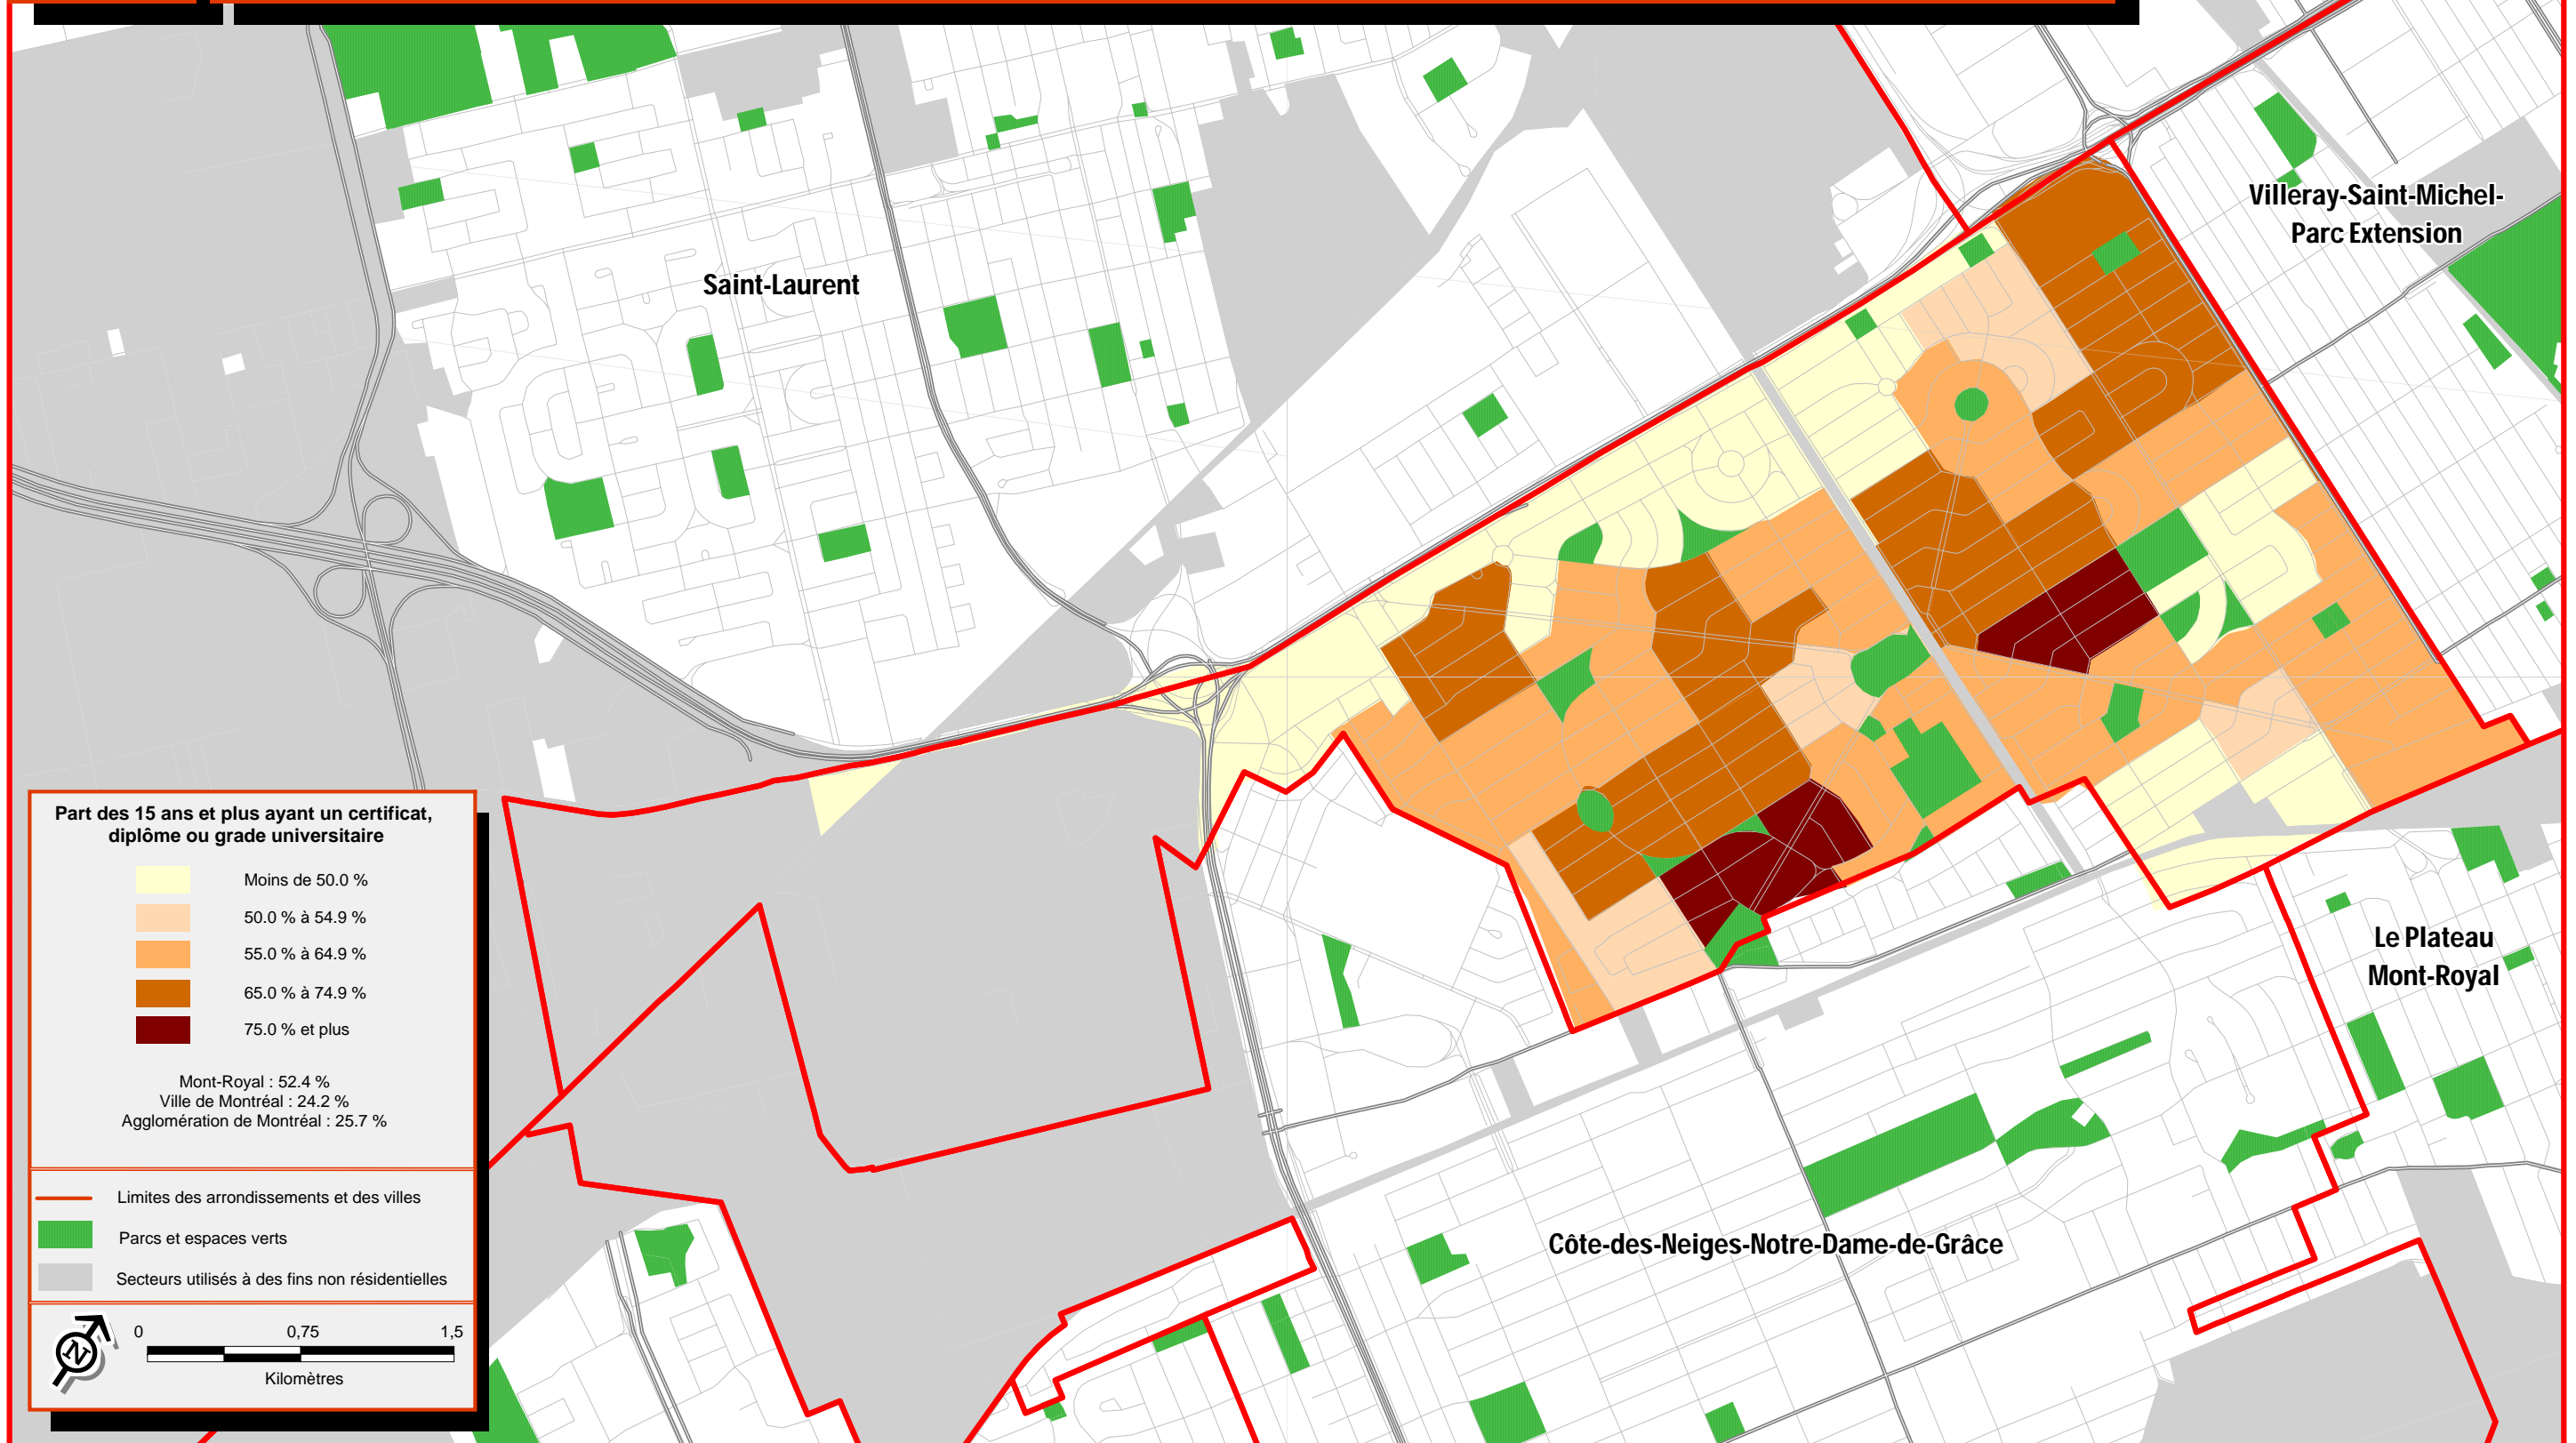 Villeray-Saint-Michel-
Parc Extension
Saint-Laurent
Le Plateau
Mont-Royal
Côte-des-Neiges-Notre-Dame-de-Grâce
Part des 15 ans et plus ayant un certificat,
diplôme ou grade universitaire
Moins de 50.0 %
50.0 % à 54.9 %
55.0 % à 64.9 %
65.0 % à 74.9 %
75.0 % et plus
Mont-Royal : 52.4 %
Ville de Montréal : 24.2 %
Agglomération de Montréal : 25.7 %
Limites des arrondissements et des villes
Parcs et espaces verts
Secteurs utilisés à des fins non résidentielles
N
0 0,75 1,5
Kilomètres